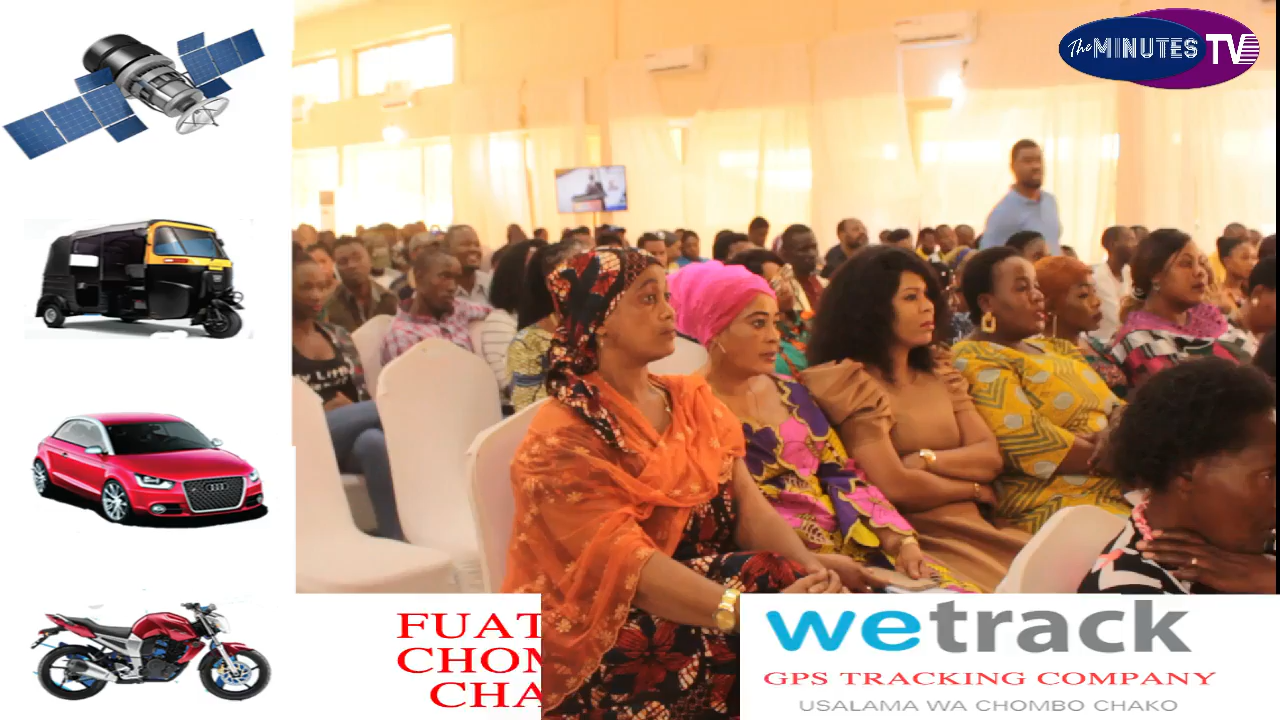 The MINUTES TV
FUAT
CHOM
CHA
wetrack
GPS TRACKING COMPANY
USALAMA WA CHOMBO CHAKO